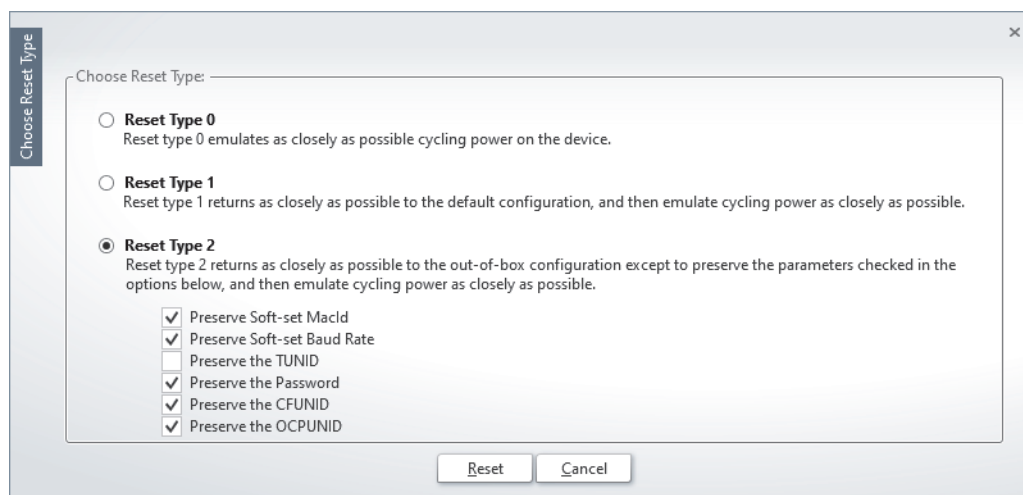 Choose Reset Type
Choose Reset Type:
Reset Type 0
Reset type 0 emulates as closely as possible cycling power on the device.
Reset Type 1
Reset type 1 returns as closely as possible to the default configuration, and then emulate cycling power as closely as possible.
Reset Type 2
Reset type 2 returns as closely as possible to the out-of-box configuration except to preserve the parameters checked in the
options below, and then emulate cycling power as closely as possible.
Preserve Soft-set MacId
Preserve Soft-set Baud Rate
Preserve the TUNID
Preserve the Password
Preserve the CFUNID
Preserve the OCPUNID
Reset Cancel